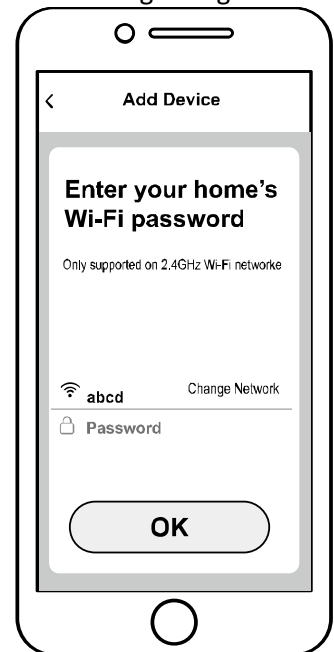 Add Device
Enter your home's
Wi-Fi password
Only supported on 2.4GHz Wi-Fi networke
abcd Change Network
Password
OK